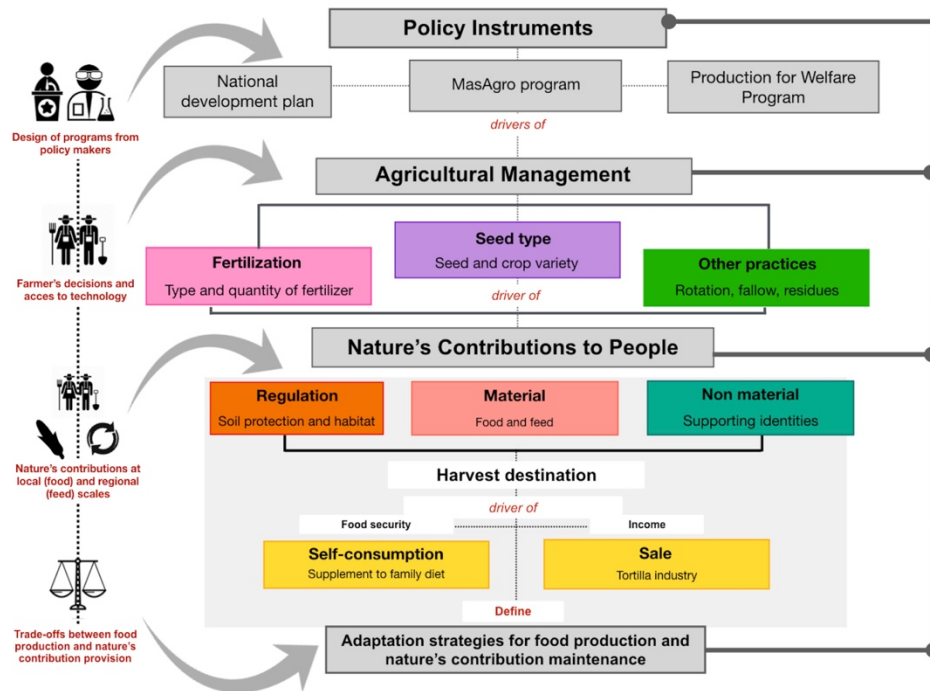 Policy Instruments
National
development plan
MasAgro program
Production for Welfare
Program
Design of programs from
policy makers
drivers of
Agricultural Management
Fertilization
Type and quantity of fertilizer
Seed type
Seed and crop variety
Other practices
Rotation, fallow, residues
Farmer's decisions and
acces to technology
driver of
Nature's Contributions to People
Regulation
Soil protection and habitat
Material
Food and feed
Non material
Supporting identities
Nature's contributions at
local (food) and regional
(feed) scales
Harvest destination
driver of
Food security
Income
Self-consumption
Supplement to family diet
Sale
Tortilla industry
Define
Trade-offs between food
production and nature's
contribution provision
Adaptation strategies for food production and
nature's contribution maintenance